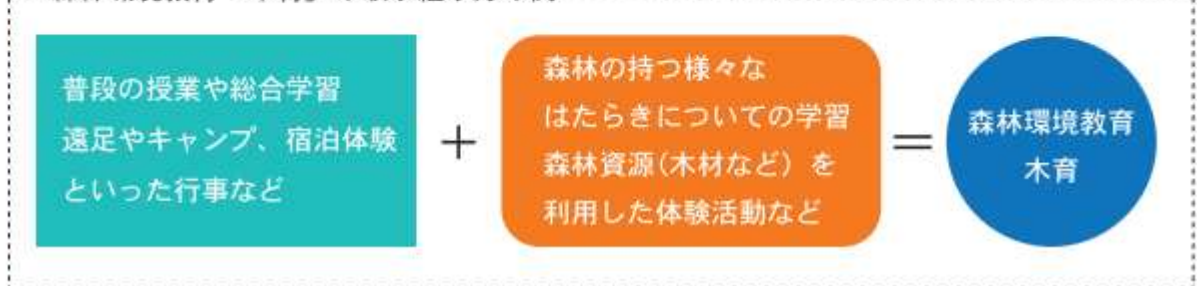 普段の授業や総合学習
遠足やキャンプ、宿泊体験
といった行事など
+
森林の持つ様々な
はたらきについての学習
森林資源(木材など)を
利用した体験活動など
=
森林環境教育
木育